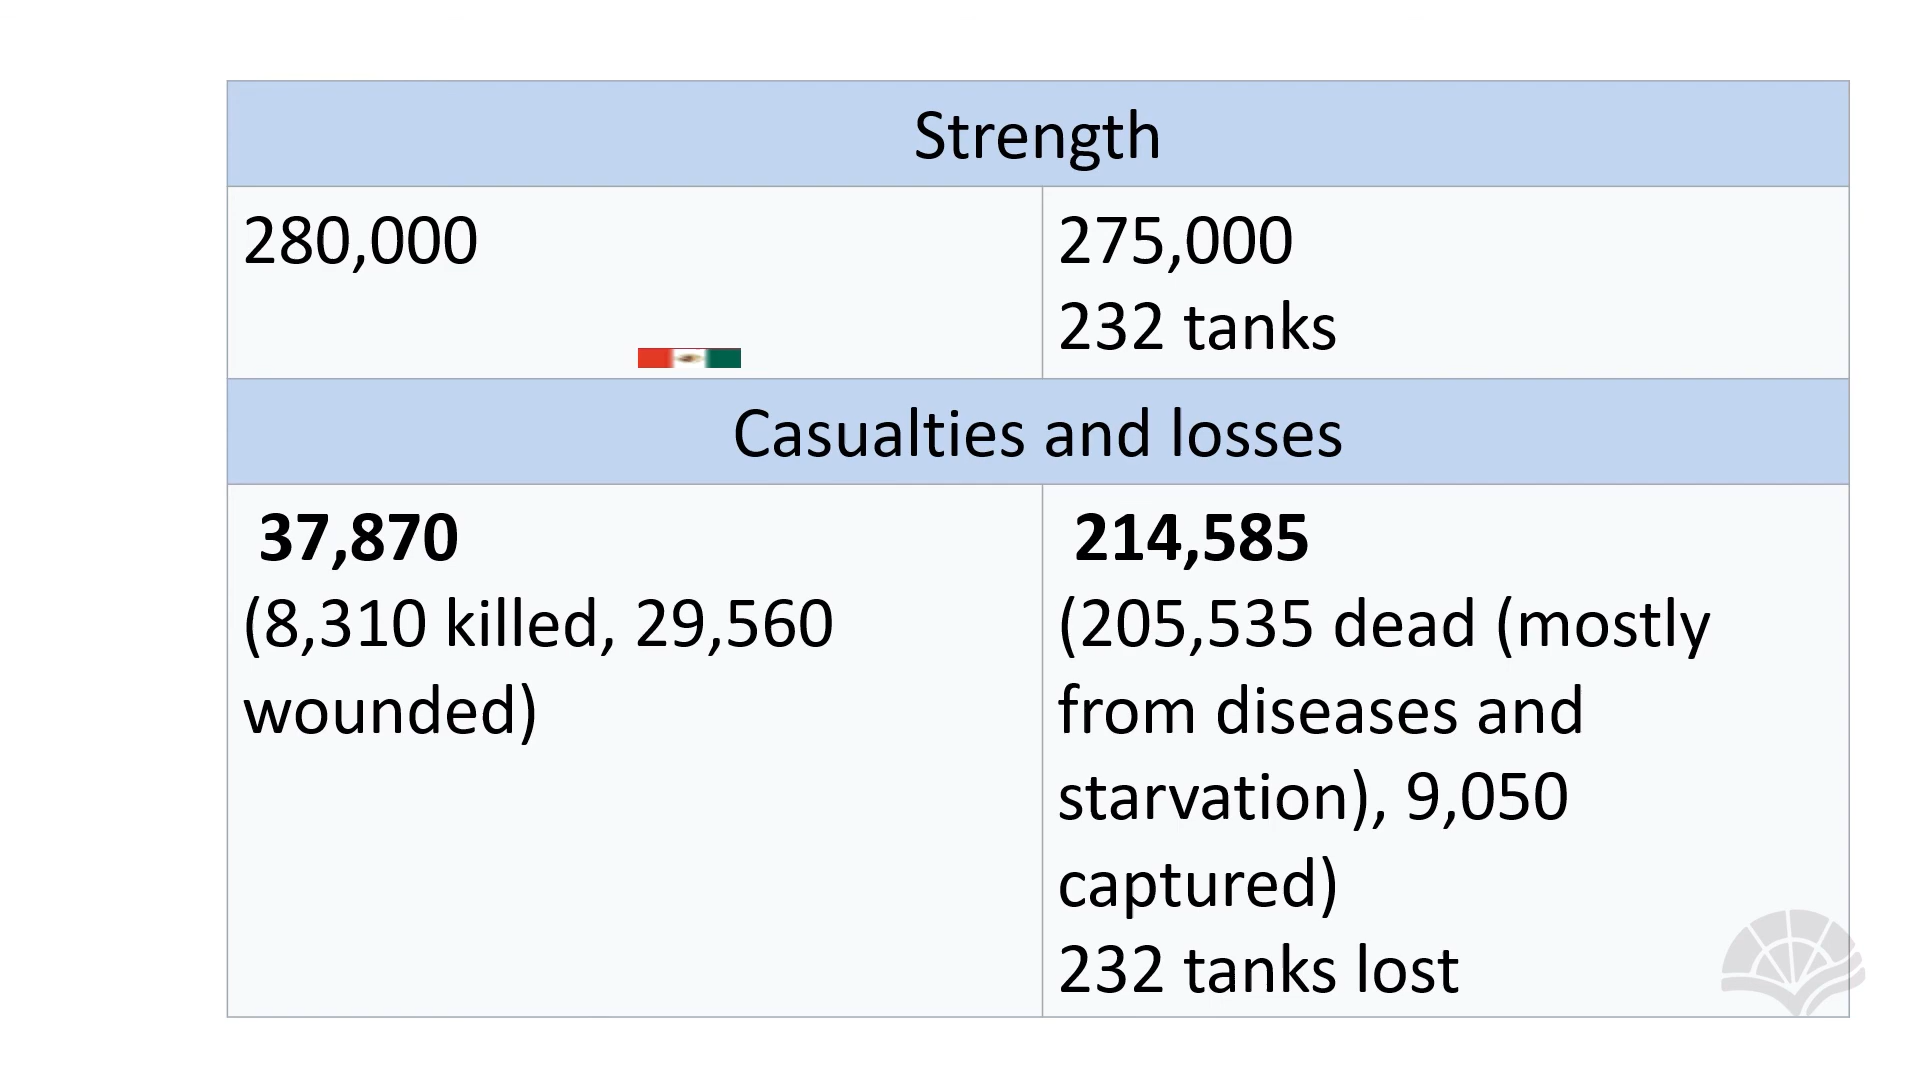 Strength
280,000
275,000
232 tanks
Casualties and losses
37,870
(8,310 killed, 29,560
wounded)
214,585
(205,535 dead (mostly
from diseases and
starvation), 9,050
captured)
232 tanks lost